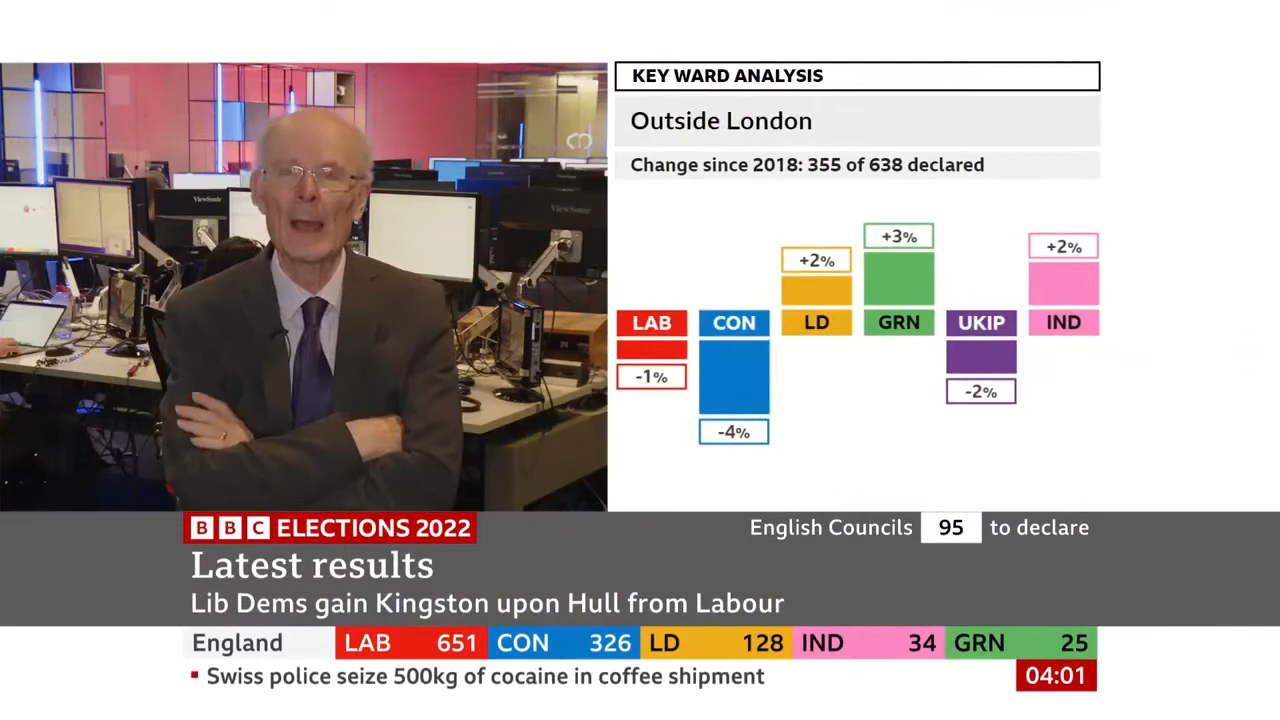 KEY WARD ANALYSIS
Outside London
Change since 2018: 355 of 638 declared
+3%
+2%
+2%
LAB CON LD GRN UKIP IND
-1%
-2%
-4%
ViewSonic
ViewSonic
BBC ELECTIONS 2022
English Councils 95 to declare
Latest results
Lib Dems gain Kingston upon Hull from Labour
England LAB 651 CON 326 LD 128 IND 34 GRN 25
Swiss police seize 500kg of cocaine in coffee shipment
04:01